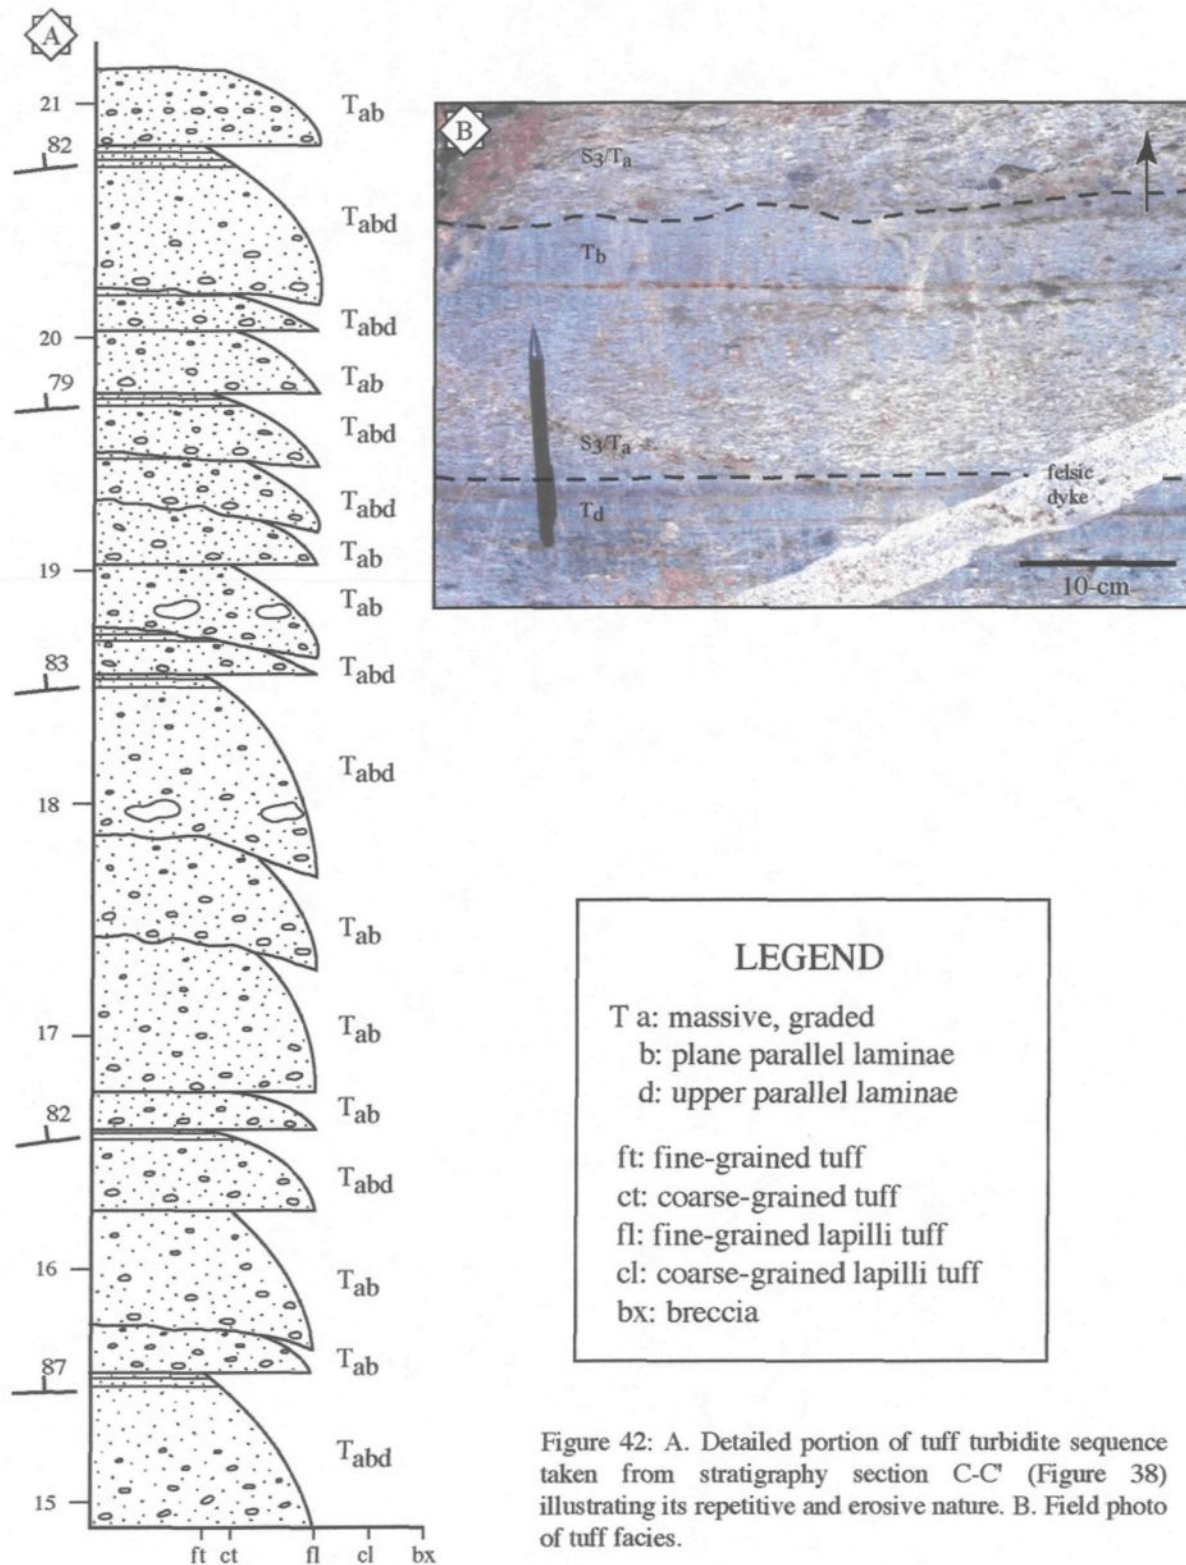 A
21
82
20
79
19
83
18
17
82
16
87
15
ft ct fl cl bx
Tab
Tabd
Tabd
Tab
Tabd
Tabd
Tab
Tab
Tabd
Tabd
Tab
Tab
Tab
Tabd
Tab
Tab
Tabd
B
S3/Ta
Tb
S3/Ta
Td
felsic
dyke
10-cm
LEGEND
T a: massive, graded
b: plane parallel laminae
d: upper parallel laminae
ft: fine-grained tuff
ct: coarse-grained tuff
fl: fine-grained lapilli tuff
cl: coarse-grained lapilli tuff
bx: breccia
Figure 42: A. Detailed portion of tuff turbidite sequence
taken from stratigraphy section C-C' (Figure 38)
illustrating its repetitive and erosive nature. B. Field photo
of tuff facies.